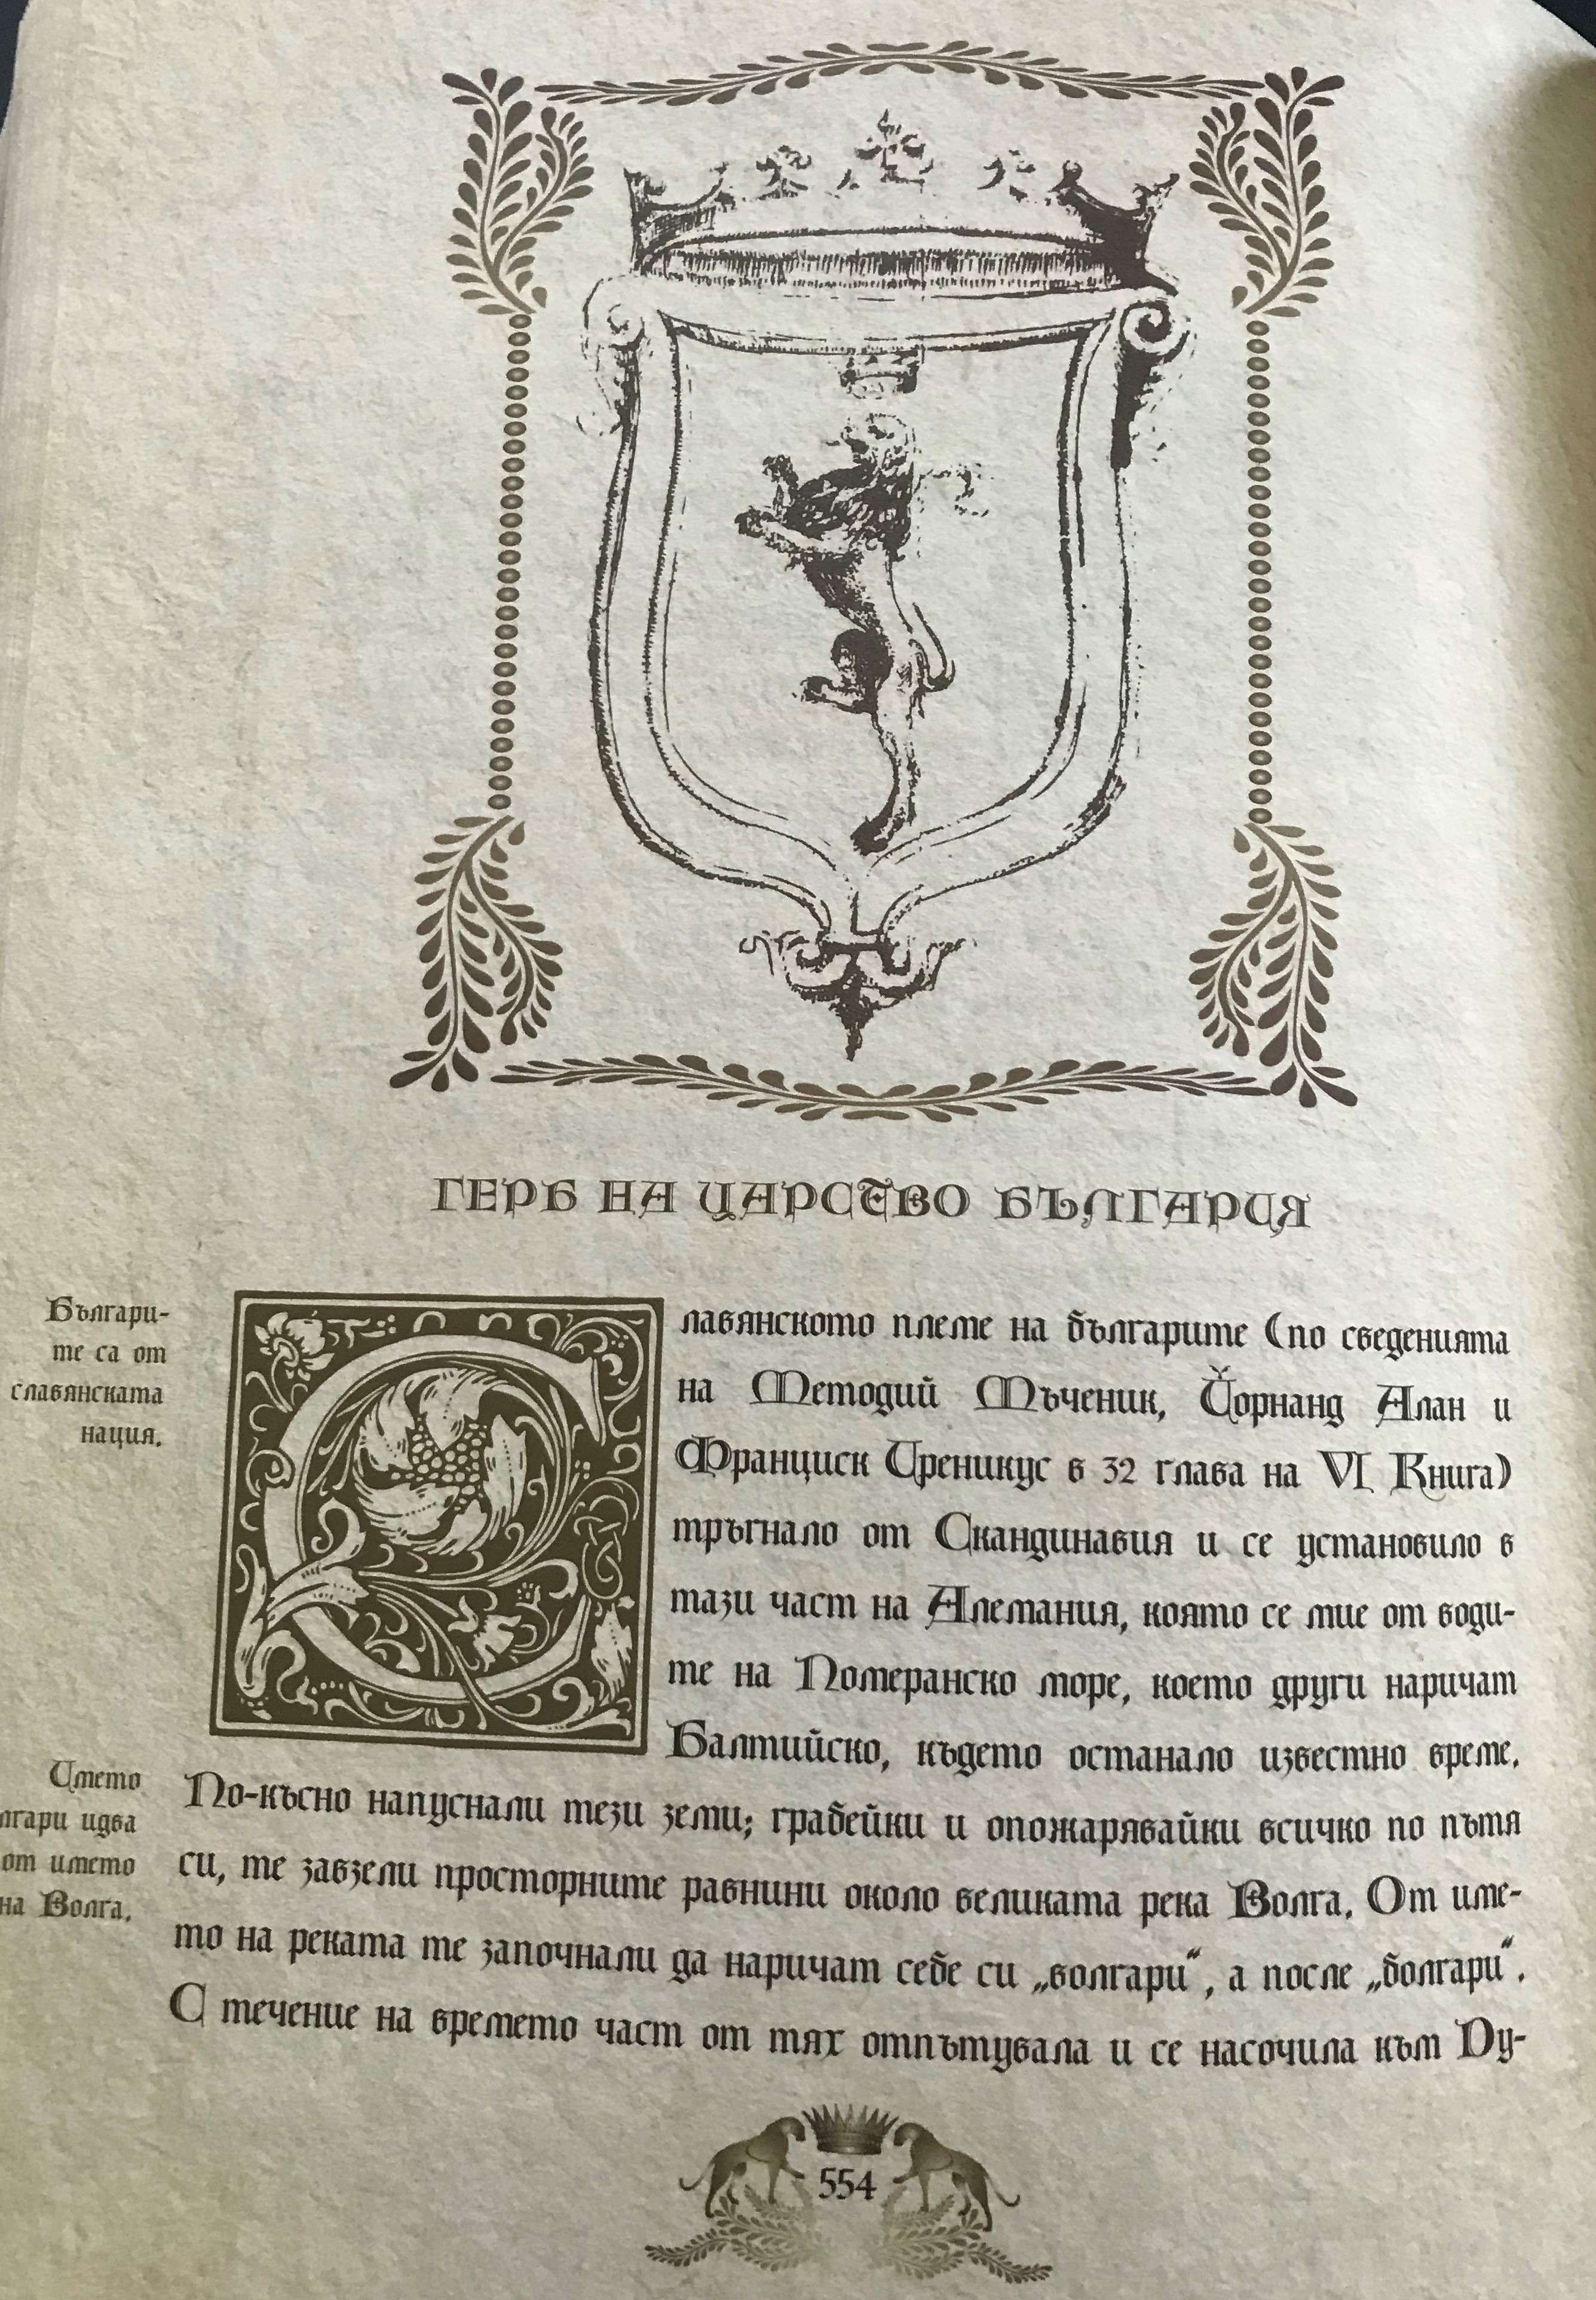 ГЕРБ НА ЦАРСТВО БЪЛГАРИЯ
Българи-
те са от
славянската
нация.
Славянското племе на българите (по сведенията
на Методий Мъченик, Йорнанд Алан и
Франциск Иреникус в 32 глава на VI Книга)
тръгнало от Скандинавия и се установило в
тази част на Алемания, която се мие от води-
те на Померанско море, което други наричат
Балтийско, където останало известно време.
Името
лгари идва
от името
на Волга.
По-късно напуснали тези земи; грабейки и опожарявайки всичко по пътя
си, те завзели просторните равнини около великата река Волга. От име-
то на реката те започнали да наричат себе си „волгари“, а после „болгари“.
С течение на времето част от тях отпътувала и се насочила към Ду-
554